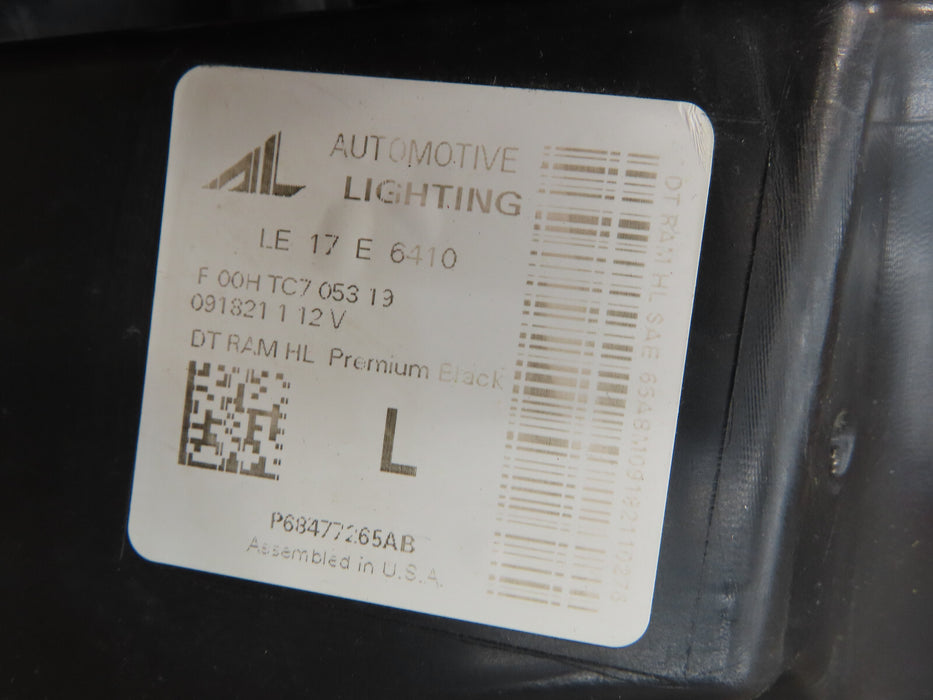 AL
AUTOMOTIVE
LIGHTING
LE 17 E 6410
F 00H TC7 053 19
091821 1 12 V
DT RAM HL Premium Black
L
P68477265AB
Assembled in U.S.A.
DT RAM HL SAE